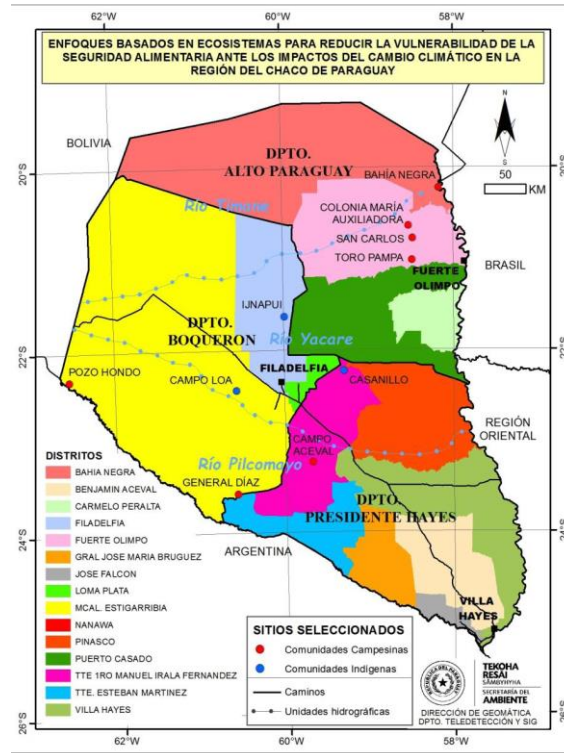 62°W
60°W
58°W
ENFOQUES BASADOS EN ECOSISTEMAS PARA REDUCIR LA VULNERABILIDAD DE LA
SEGURIDAD ALIMENTARIA ANTE LOS IMPACTOS DEL CAMBIO CLIMÁTICO EN LA
REGIÓN DEL CHACO DE PARAGUAY
N
S
50
KM
BOLIVIA
20°S
20°S
DPTO.
ALTO PARAGUAY
BAHÍA NEGRA
Río Timane
COLONIA MARÍA
AUXILIADORA
SAN CARLOS
TORO PAMPA
FUERTE
OLIMPO
BRASIL
IJNAPUI
DPTO.
BOQUERON
Río Yacare
22°S
22°S
FILADELFIA
POZO HONDO
CAMPO LOA
CASANILLO
REGIÓN
ORIENTAL
CAMPO
ACEVAL
Río Pilcomayo
GENERAL DÍAZ
DPTO.
PRESIDENTE HAYES
24°S
24°S
ARGENTINA
VILLA
HAYES
DISTRITOS
BAHIA NEGRA
BENJAMIN ACEVAL
CARMELO PERALTA
FILADELFIA
FUERTE OLIMPO
GRAL JOSE MARIA BRUGUEZ
JOSE FALCON
LOMA PLATA
MCAL. ESTIGARRIBIA
NANAWA
PINASCO
PUERTO CASADO
TTE 1RO MANUEL IRALA FERNANDEZ
TTE. ESTEBAN MARTINEZ
VILLA HAYES
SITIOS SELECCIONADOS
Comunidades Campesinas
Comunidades Indígenas
Caminos
Unidades hidrográficas
TEKOHA
RESÁI
SÃMBYHYHA
SECRETARÍA DEL
AMBIENTE
DIRECCIÓN DE GEOMÁTICA
DPTO. TELEDETECCIÓN Y SIG
26°S
26°S
62°W
60°W
58°W